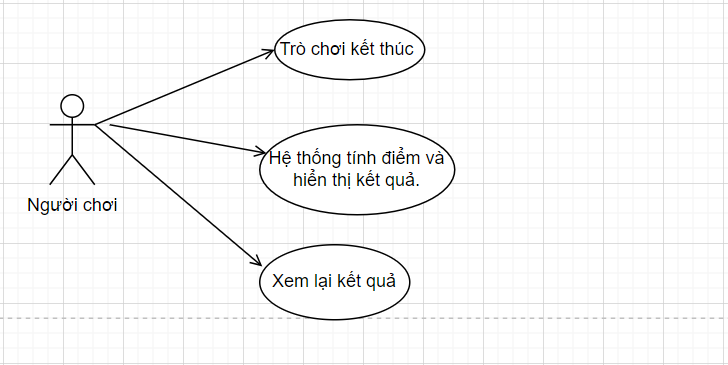 Trò chơi kết thúc
Hệ thống tính điểm và
hiển thị kết quả.
Người chơi
Xem lại kết quả